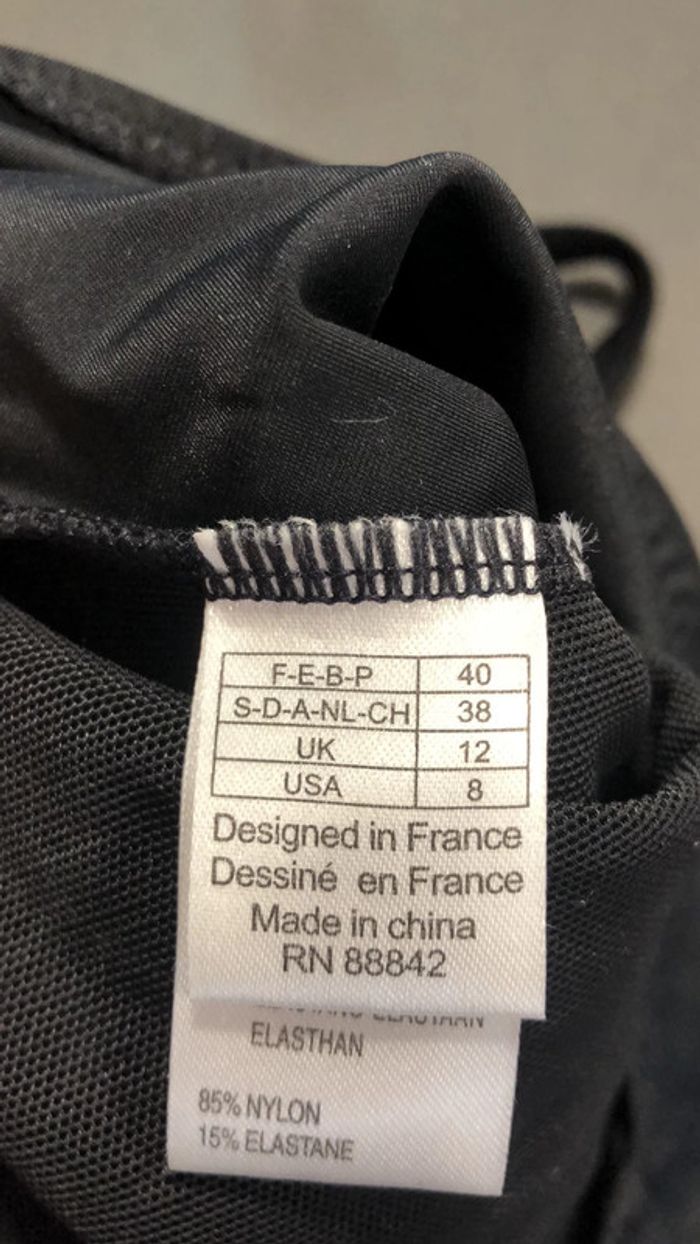 F-E-B-P 40
S-D-A-NL-CH 38
UK 12
USA 8
Designed in France
Dessiné en France
Made in china
RN 88842
ELASTHAN
85% NYLON
15% ELASTANE